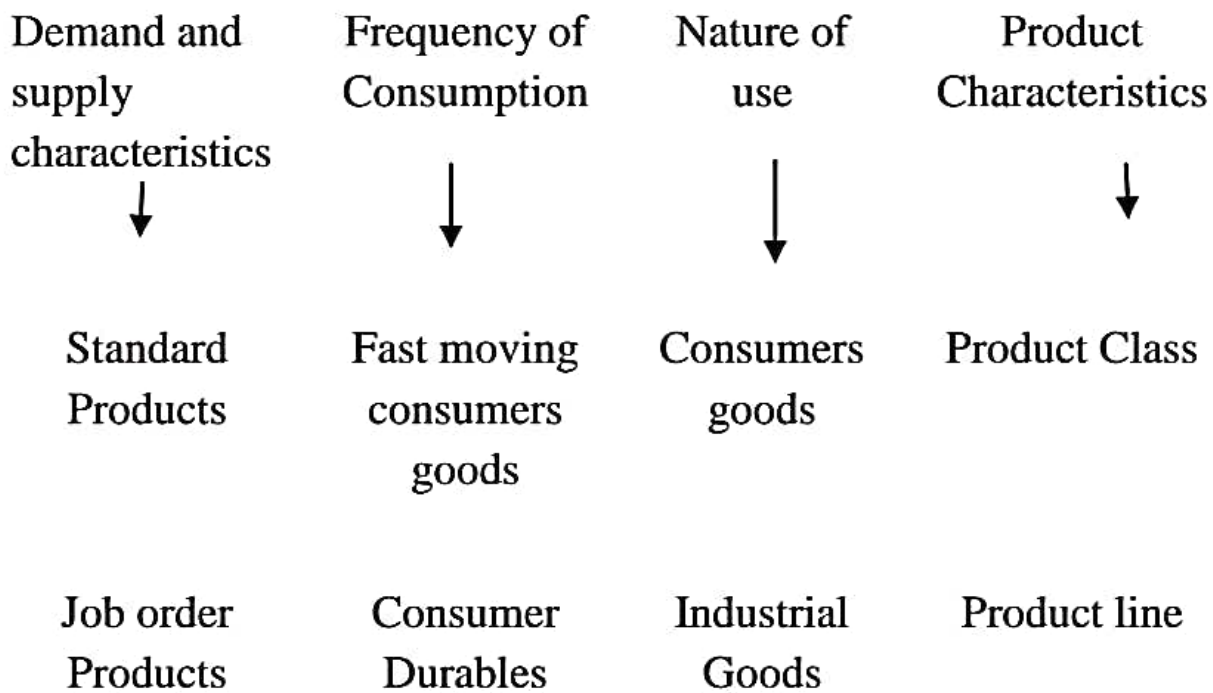 Demand and
supply
characteristics
Frequency of
Consumption
Nature of
use
Product
Characteristics
Standard
Products
Fast moving
consumers
goods
Consumers
goods
Product Class
Job order
Products
Consumer
Durables
Industrial
Goods
Product line